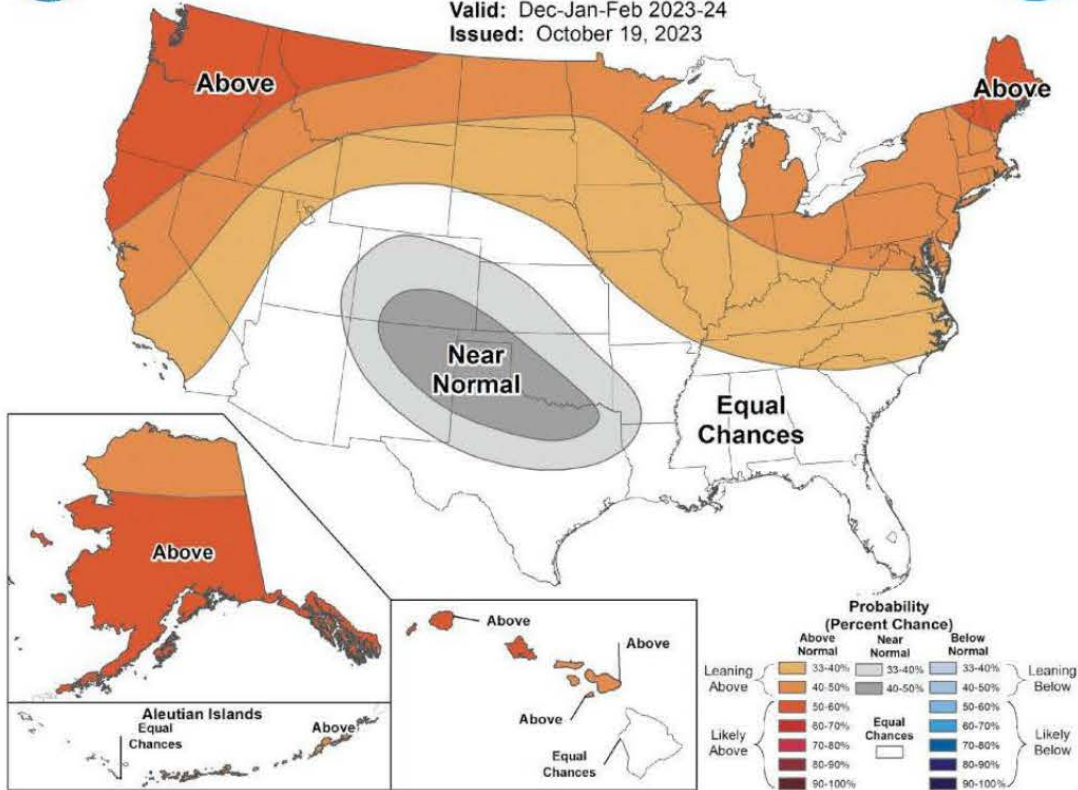 Valid: Dec-Jan-Feb 2023-24
Issued: October 19, 2023
Above
Above
Near
Normal
Equal
Chances
Above
Aleutian Islands
Equal
Chances
Above
Above
Above
Above
Equal
Chances
Probability
(Percent Chance)
Above
Normal
Near
Normal
Below
Normal
Leaning
Above
33-40%
40-50%
33-40%
40-50%
33-40%
40-50%
Leaning
Below
Likely
Above
50-60%
60-70%
70-80%
80-90%
90-100%
Equal
Chances
50-60%
60-70%
70-80%
80-90%
90-100%
Likely
Below